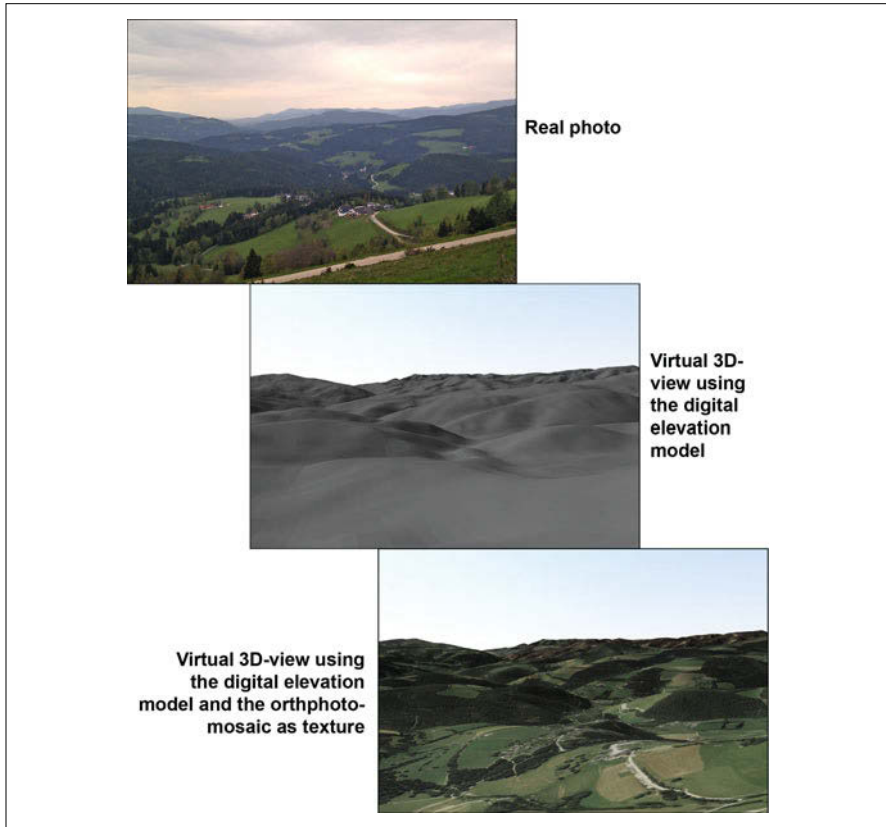 Real photo
Virtual 3D-
view using
the digital
elevation
model
Virtual 3D-view using
the digital elevation
model and the orthphoto-
mosaic as texture